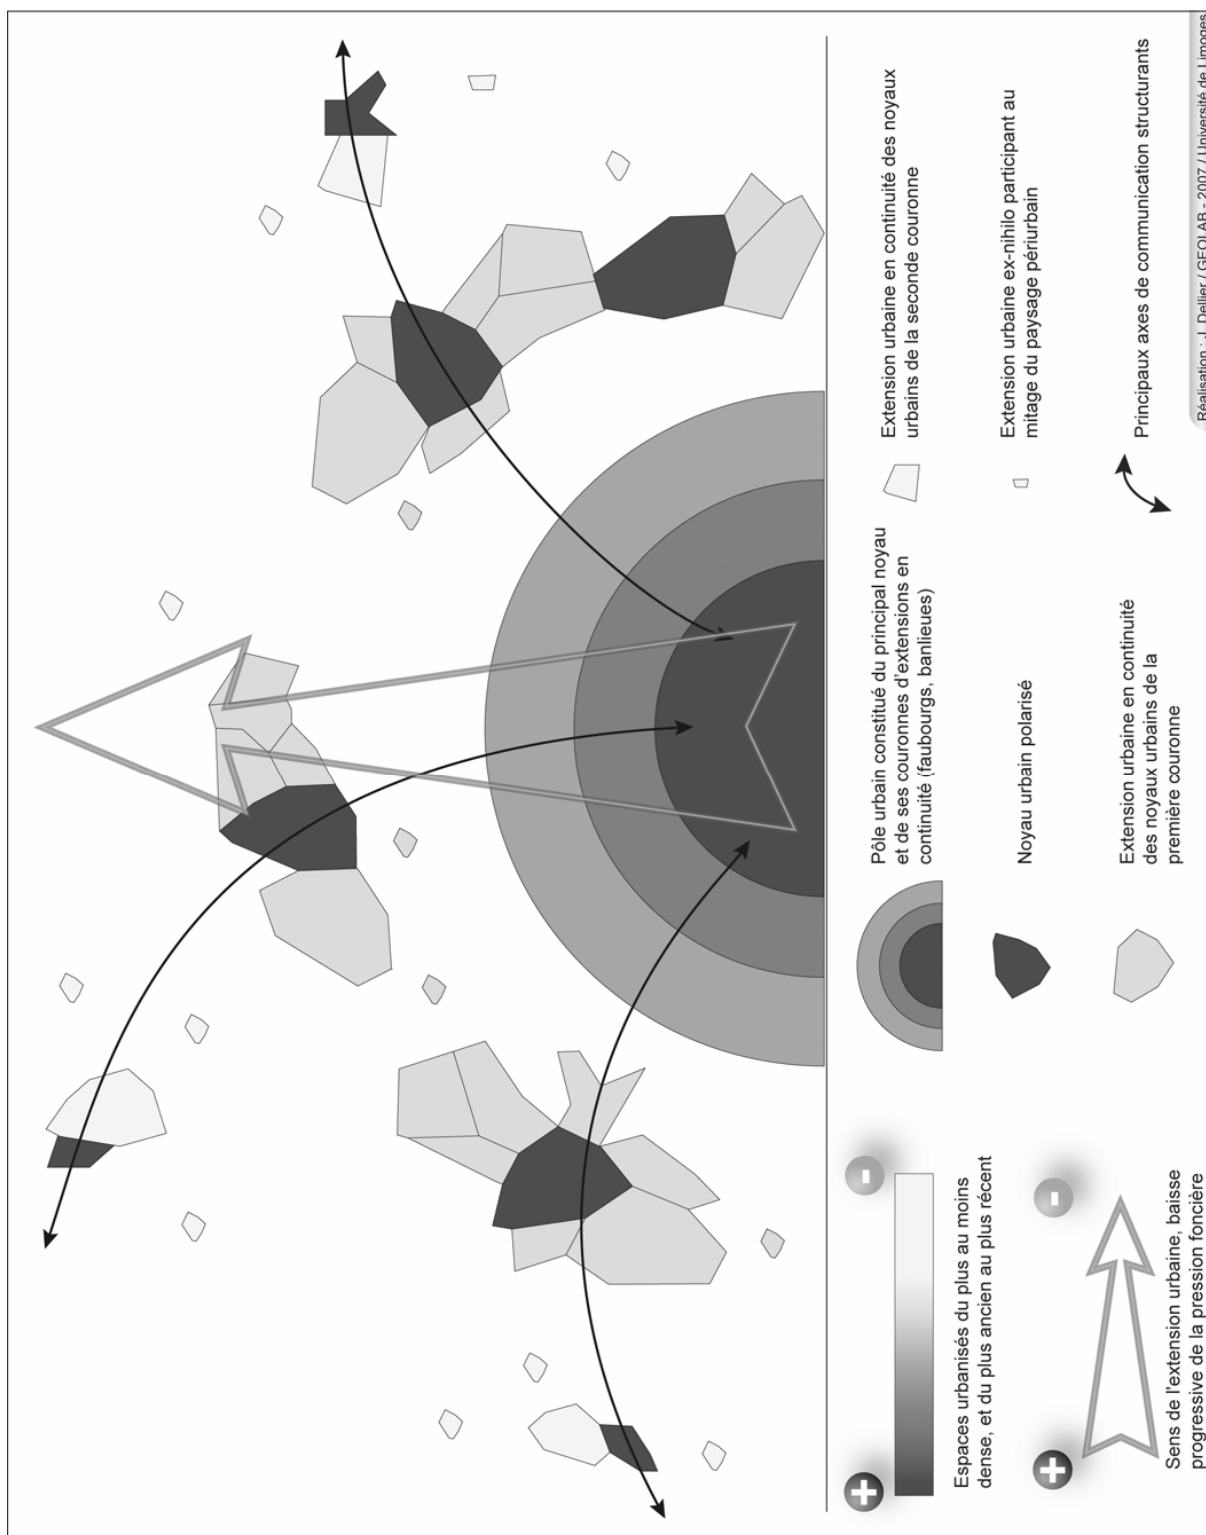 +
-
Espaces urbanisés du plus au moins
dense, et du plus ancien au plus récent
+
-
Sens de l'extension urbaine, baisse
progressive de la pression foncière
Pôle urbain constitué du principal noyau
et de ses couronnes d'extensions en
continuité (faubourgs, banlieues)
Noyau urbain polarisé
Extension urbaine en continuité
des noyaux urbains de la
première couronne
Extension urbaine en continuité des noyaux
urbains de la seconde couronne
Extension urbaine ex-nihilo participant au
mitage du paysage périurbain
Principaux axes de communication structurants
Réalisation : J. Dellier / GEOLAB - 2007 / Université de Limoges